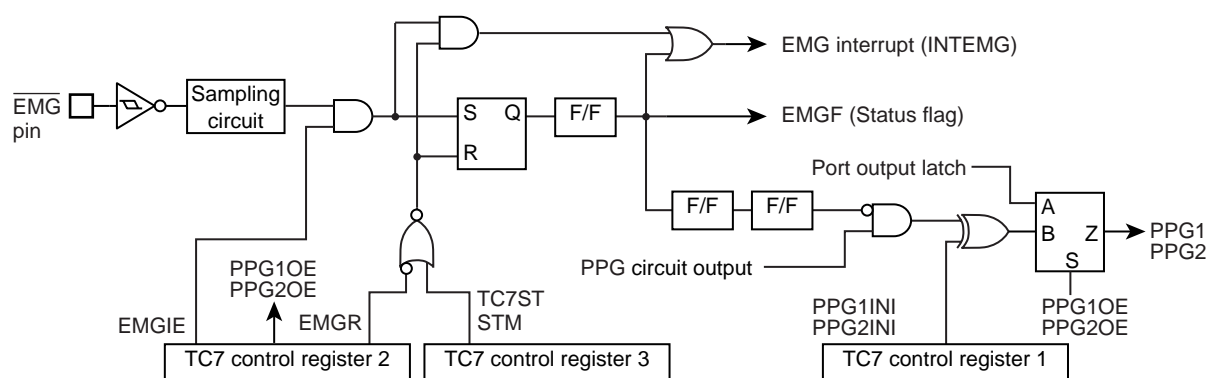 EMG interrupt (INTEMG)
EMG
pin
Sampling
circuit
S
Q
R
F/F
EMGF (Status flag)
Port output latch
F/F
F/F
A
B
Z
S
PPG1
PPG2
PPG circuit output
PPG1OE
PPG2OE
EMGIE
EMGR
TC7ST
STM
PPG1INI
PPG2INI
PPG1OE
PPG2OE
TC7 control register 2
TC7 control register 3
TC7 control register 1